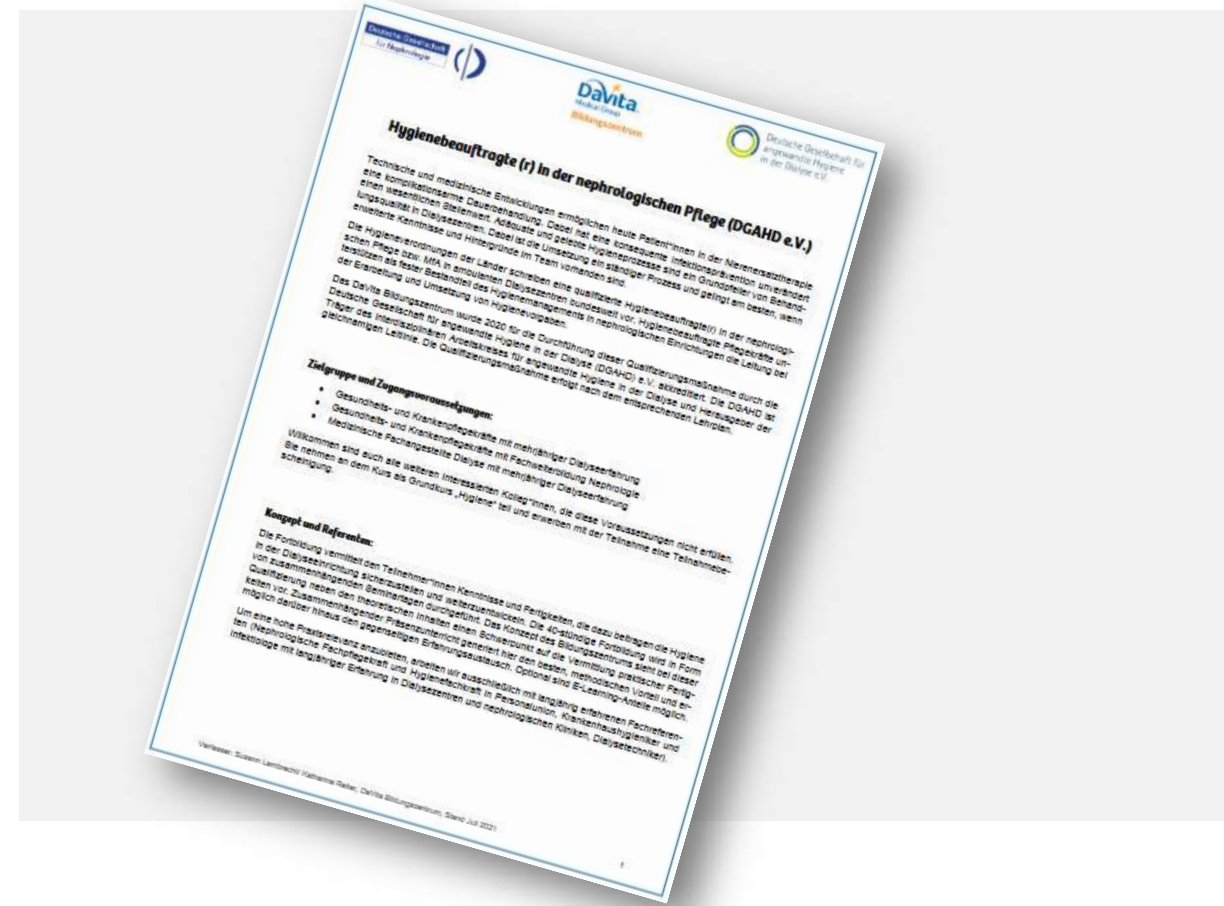 Deutsche Gesellschaft
für Nephrologie
DaVita
Medical Group
Bildungszentrum
Deutsche Gesellschaft für
angewandte Hygiene
in der Dialyse e.V.
Hygienebeauftragte (r) in der nephrologischen Pflege (DGAHD e.V.)
Technische und medizinische Entwicklungen ermöglichen heute Patient*innen in der Nierenersatztherapie
eine komplikationsarme Dauerbehandlung. Dabei hat eine konsequente Infektionsprävention unverändert
einen wesentlichen Stellenwert. Adäquate und gelebte Hygieneprozesse sind ein Grundpfeiler von Behand-
lungsqualität in Dialysezentren. Dabei ist die Umsetzung ein ständiger Prozess und gelingt am besten, wenn
erweiterte Kenntnisse und Hintergründe im Team vorhanden sind.
Die Hygieneverordnungen der Länder schreiben eine qualifizierte Hygienebeauftragte(r) in der nephrologi-
schen Pflege bzw. MfA in ambulanten Dialysezentren bundesweit vor. Hygienebeauftragte Pflegekräfte un-
terstützen als fester Bestandteil des Hygienemanagements in nephrologischen Einrichtungen die Leitung bei
der Erarbeitung und Umsetzung von Hygienevorgaben.
Das DaVita Bildungszentrum wurde 2020 für die Durchführung dieser Qualifizierungsmaßnahme durch die
Deutsche Gesellschaft für angewandte Hygiene in der Dialyse (DGAHD) e.V. akkreditiert. Die DGAHD ist
Träger des Interdisziplinären Arbeitskreises für angewandte Hygiene in der Dialyse und Herausgeber der
gleichnamigen Leitlinie. Die Qualifizierungsmaßnahme erfolgt nach dem entsprechenden Lehrplan.
Zielgruppe und Zugangsvoraussetzungen:
• Gesundheits- und Krankenpflegekräfte mit mehrjähriger Dialyseerfahrung
• Gesundheits- und Krankenpflegekräfte mit Fachweiterbildung Nephrologie
• Medizinische Fachangestellte Dialyse mit mehrjähriger Dialyseerfahrung
Willkommen sind auch alle weiteren interessierten Kolleg*innen, die diese Voraussetzungen nicht erfüllen.
Sie nehmen an dem Kurs als Grundkurs „Hygiene“ teil und erwerben mit der Teilnahme eine Teilnahmebe-
scheinigung.
Konzept und Referenten:
Die Fortbildung vermittelt den Teilnehmer*innen Kenntnisse und Fertigkeiten, die dazu beitragen die Hygiene
in der Dialyseeinrichtung sicherzustellen und weiterzuentwickeln. Die 40-stündige Fortbildung wird in Form
von zusammenhängenden Seminartagen durchgeführt. Das Konzept des Bildungszentrums sieht bei dieser
Qualifizierung neben den theoretischen Inhalten einen Schwerpunkt auf die Vermittlung praktischer Fertig-
keiten vor. Zusammenhängender Präsenzunterricht generiert hier den besten, methodischen Vorteil und er-
möglich darüber hinaus den gegenseitigen Erfahrungsaustausch. Optional sind E-Learning-Anteile möglich.
Um eine hohe Praxisrelevanz anzubieten, arbeiten wir ausschließlich mit langjährig erfahrenen Fachreferen-
ten (Nephrologische Fachpflegekraft und Hygienefachkraft in Personalunion, Krankenhaushygieniker und
Infektiologe mit langjähriger Erfahrung in Dialysezentren und nephrologischen Kliniken, Dialysetechniker).
Verfasser: Susann Lambrecht/ Katharina Reiter, DaVita Bildungszentrum, Stand Juli 2021
1